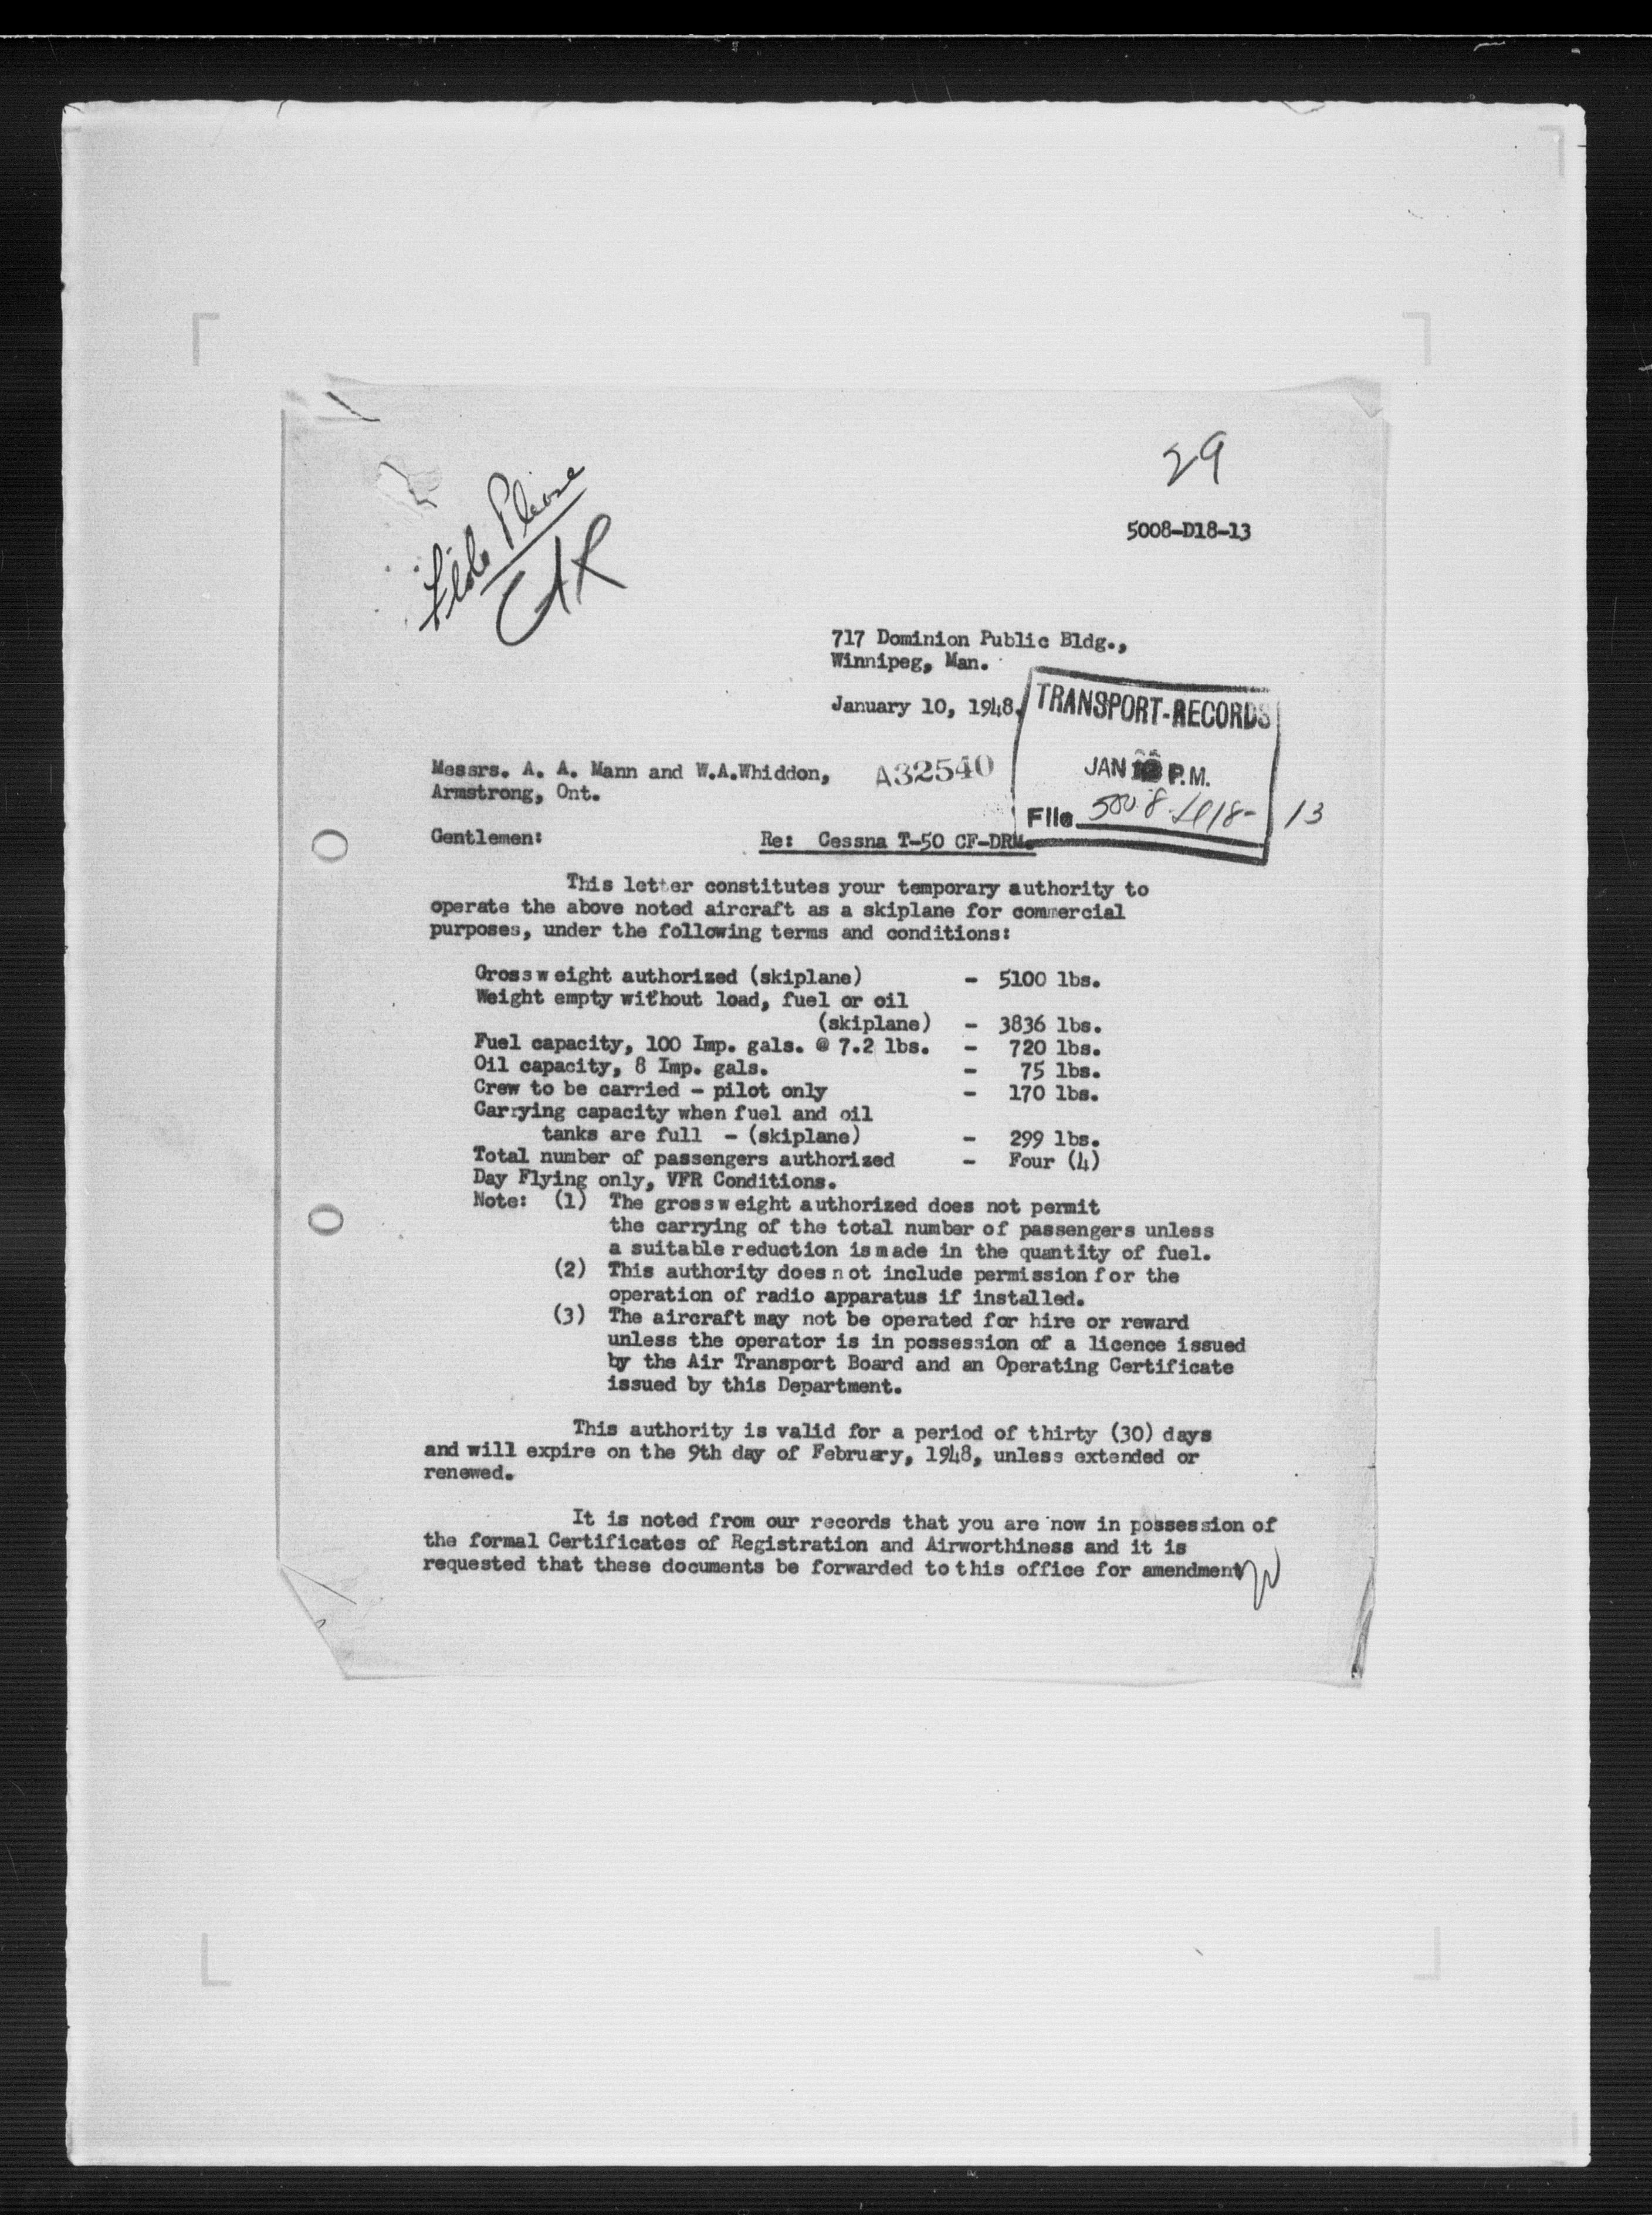 29
5008-D18-13
File Please
717 Dominion Public Bldg.,
Winnipeg, Man.
January 10, 1948.
TRANSPORT-RECORDS
JAN P.M.
File 5008-D18-13
Messrs. A. A. Mann and W.A.Whiddon, A32540
Armstrong, Ont.
Gentlemen: Re: Cessna T-50 CF-DRM.
This letter constitutes your temporary authority to
operate the above noted aircraft as a skiplane for commercial
purposes, under the following terms and conditions:
Gross weight authorized (skiplane) - 5100 lbs.
Weight empty without load, fuel or oil
(skiplane) - 3836 lbs.
Fuel capacity, 100 Imp. gals. @ 7.2 lbs. - 720 lbs.
Oil capacity, 8 Imp. gals. - 75 lbs.
Crew to be carried - pilot only - 170 lbs.
Carrying capacity when fuel and oil
tanks are full - (skiplane) - 299 lbs.
Total number of passengers authorized - Four (4)
Day Flying only, VFR Conditions.
Note: (1) The gross weight authorized does not permit
the carrying of the total number of passengers unless
a suitable reduction is made in the quantity of fuel.
(2) This authority does not include permission for the
operation of radio apparatus if installed.
(3) The aircraft may not be operated for hire or reward
unless the operator is in possession of a licence issued
by the Air Transport Board and an Operating Certificate
issued by this Department.
This authority is valid for a period of thirty (30) days
and will expire on the 9th day of February, 1948, unless extended or
renewed.
It is noted from our records that you are now in possession of
the formal Certificates of Registration and Airworthiness and it is
requested that these documents be forwarded to this office for amendment